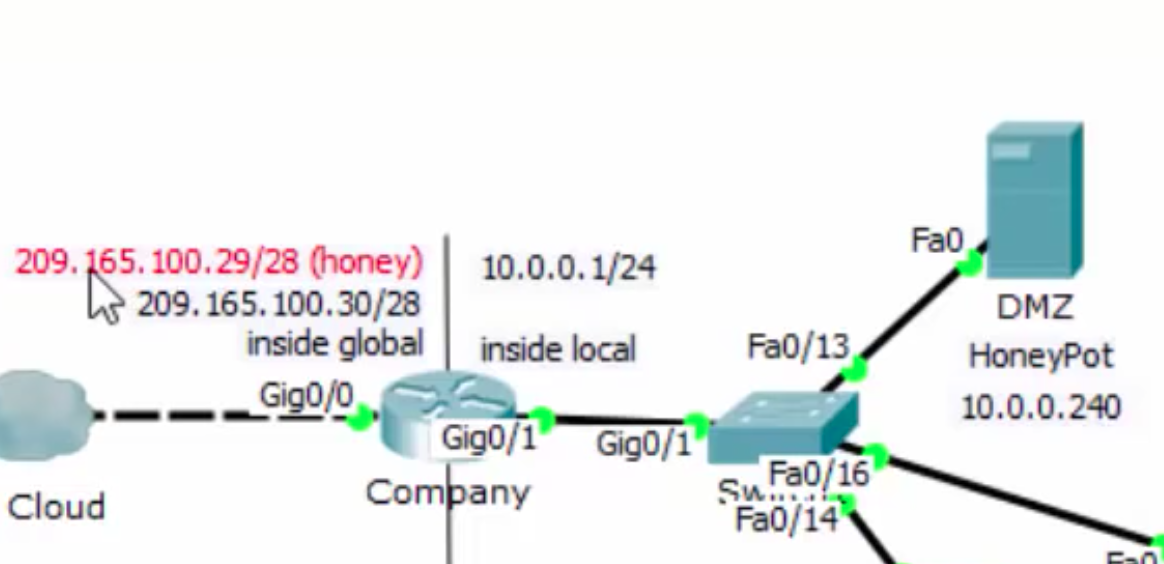 209.165.100.29/28 (honey)
209.165.100.30/28
inside global
10.0.0.1/24
inside local
Gig0/0
Gig0/1
Gig0/1
Cloud
Company
Fa0
DMZ
HoneyPot
10.0.0.240
Fa0/13
Fa0/16
Fa0/14
Fa0